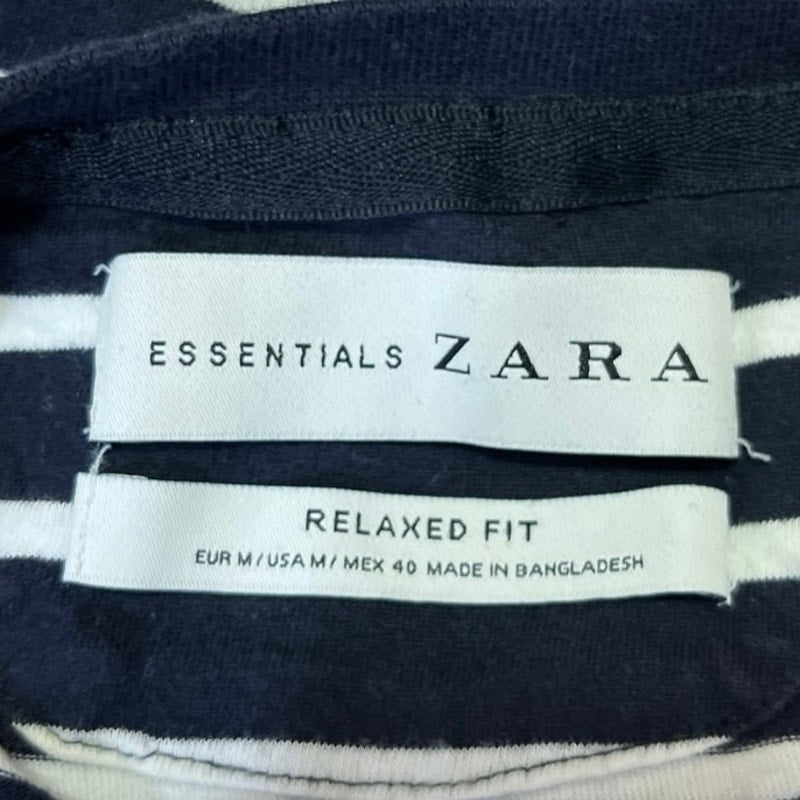 ESSENTIALS ZARA
RELAXED FIT
EUR M / USA M / MEX 40 MADE IN BANGLADESH